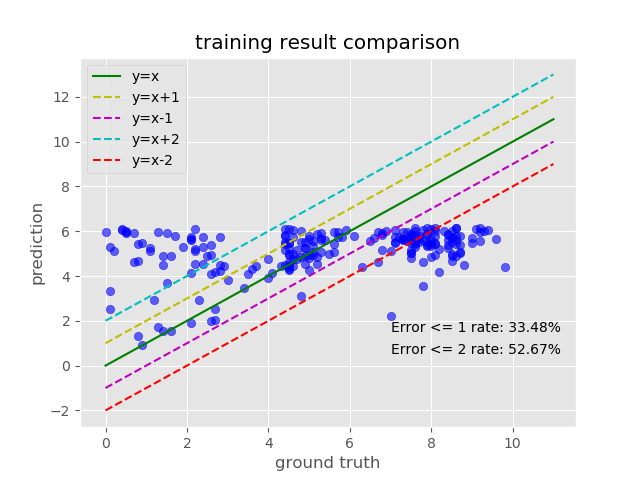 training result comparison
y=x
y=x+1
y=x-1
y=x+2
y=x-2
12
10
8
6
4
2
0
−2
prediction
Error <= 1 rate: 33.48%
Error <= 2 rate: 52.67%
0 2 4 6 8 10
ground truth